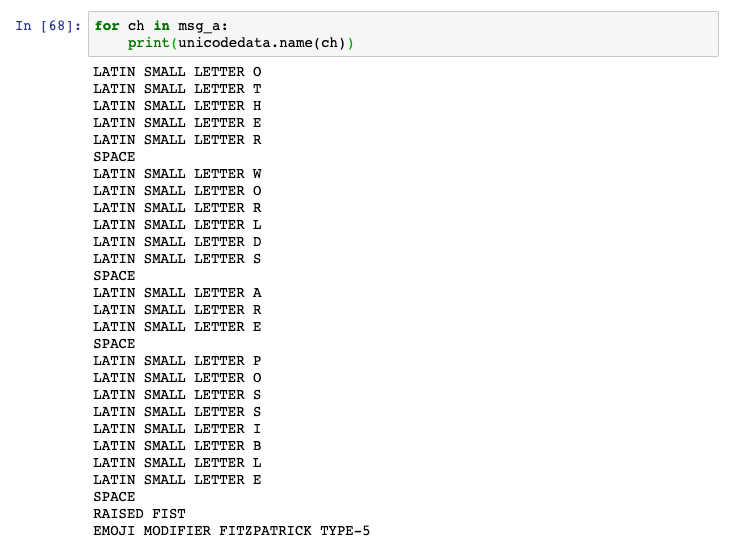 In [68]: for ch in msg_a:
print(unicodedata.name(ch))
LATIN SMALL LETTER O
LATIN SMALL LETTER T
LATIN SMALL LETTER H
LATIN SMALL LETTER E
LATIN SMALL LETTER R
SPACE
LATIN SMALL LETTER W
LATIN SMALL LETTER O
LATIN SMALL LETTER R
LATIN SMALL LETTER L
LATIN SMALL LETTER D
LATIN SMALL LETTER S
SPACE
LATIN SMALL LETTER A
LATIN SMALL LETTER R
LATIN SMALL LETTER E
SPACE
LATIN SMALL LETTER P
LATIN SMALL LETTER O
LATIN SMALL LETTER S
LATIN SMALL LETTER S
LATIN SMALL LETTER I
LATIN SMALL LETTER B
LATIN SMALL LETTER L
LATIN SMALL LETTER E
SPACE
RAISED FIST
EMOJI MODIFIER FITZPATRICK TYPE-5